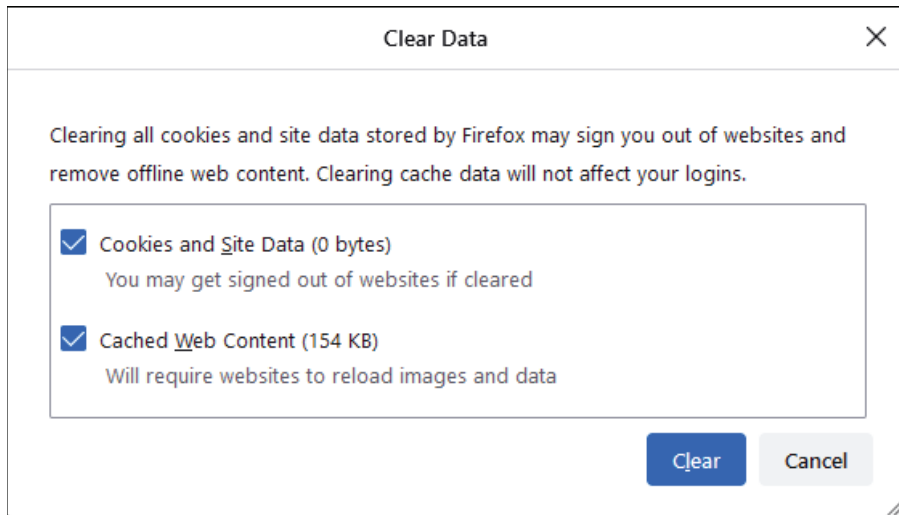 Clear Data
Clearing all cookies and site data stored by Firefox may sign you out of websites and
remove offline web content. Clearing cache data will not affect your logins.
Cookies and Site Data (0 bytes)
You may get signed out of websites if cleared
Cached Web Content (154 KB)
Will require websites to reload images and data
Clear Cancel